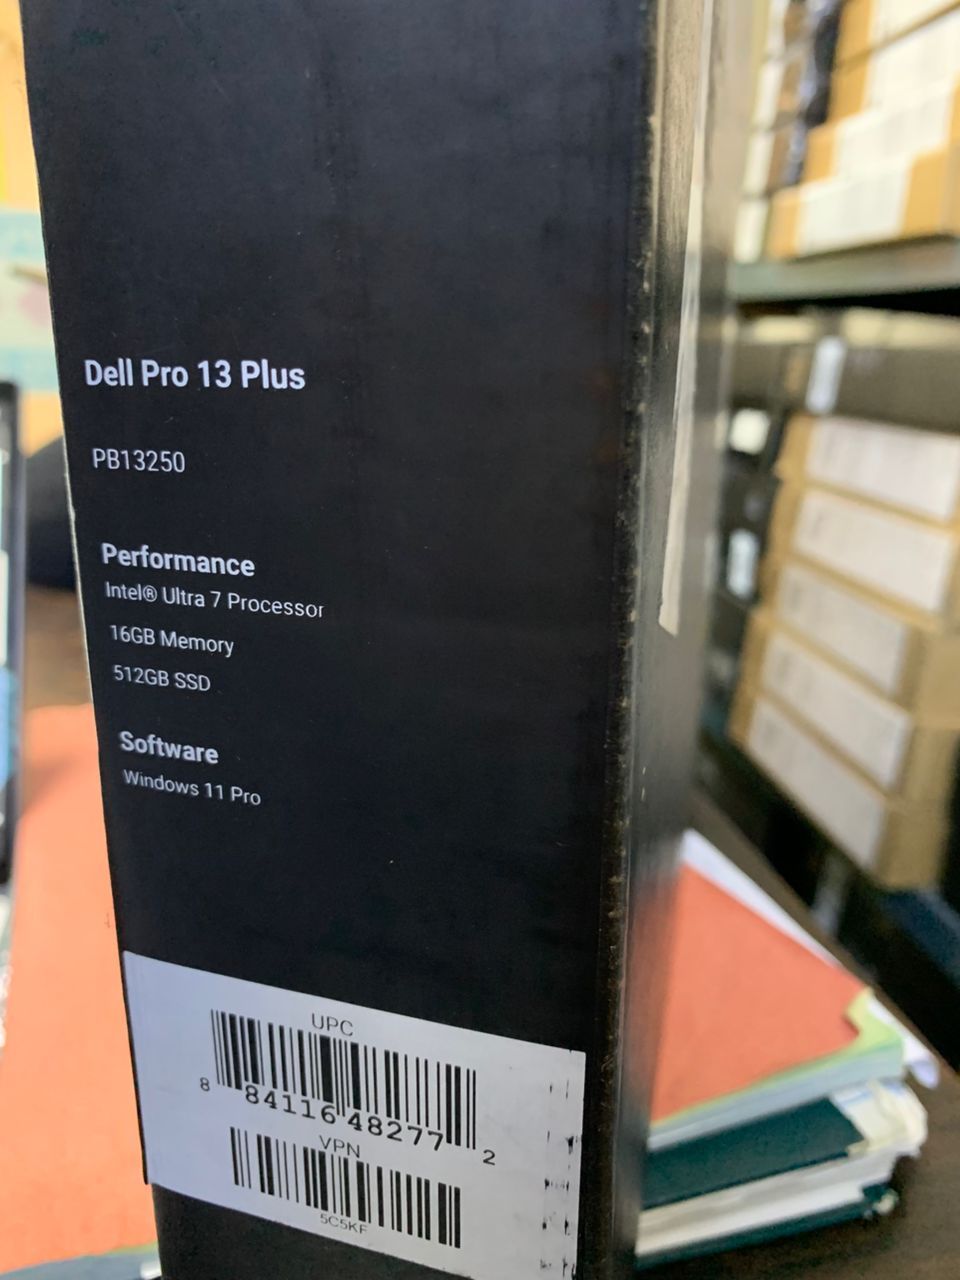 Dell Pro 13 Plus
PB13250
Performance
Intel® Ultra 7 Processor
16GB Memory
512GB SSD
Software
Windows 11 Pro
UPC
8 84116 48277 2
VPN
5C5KF